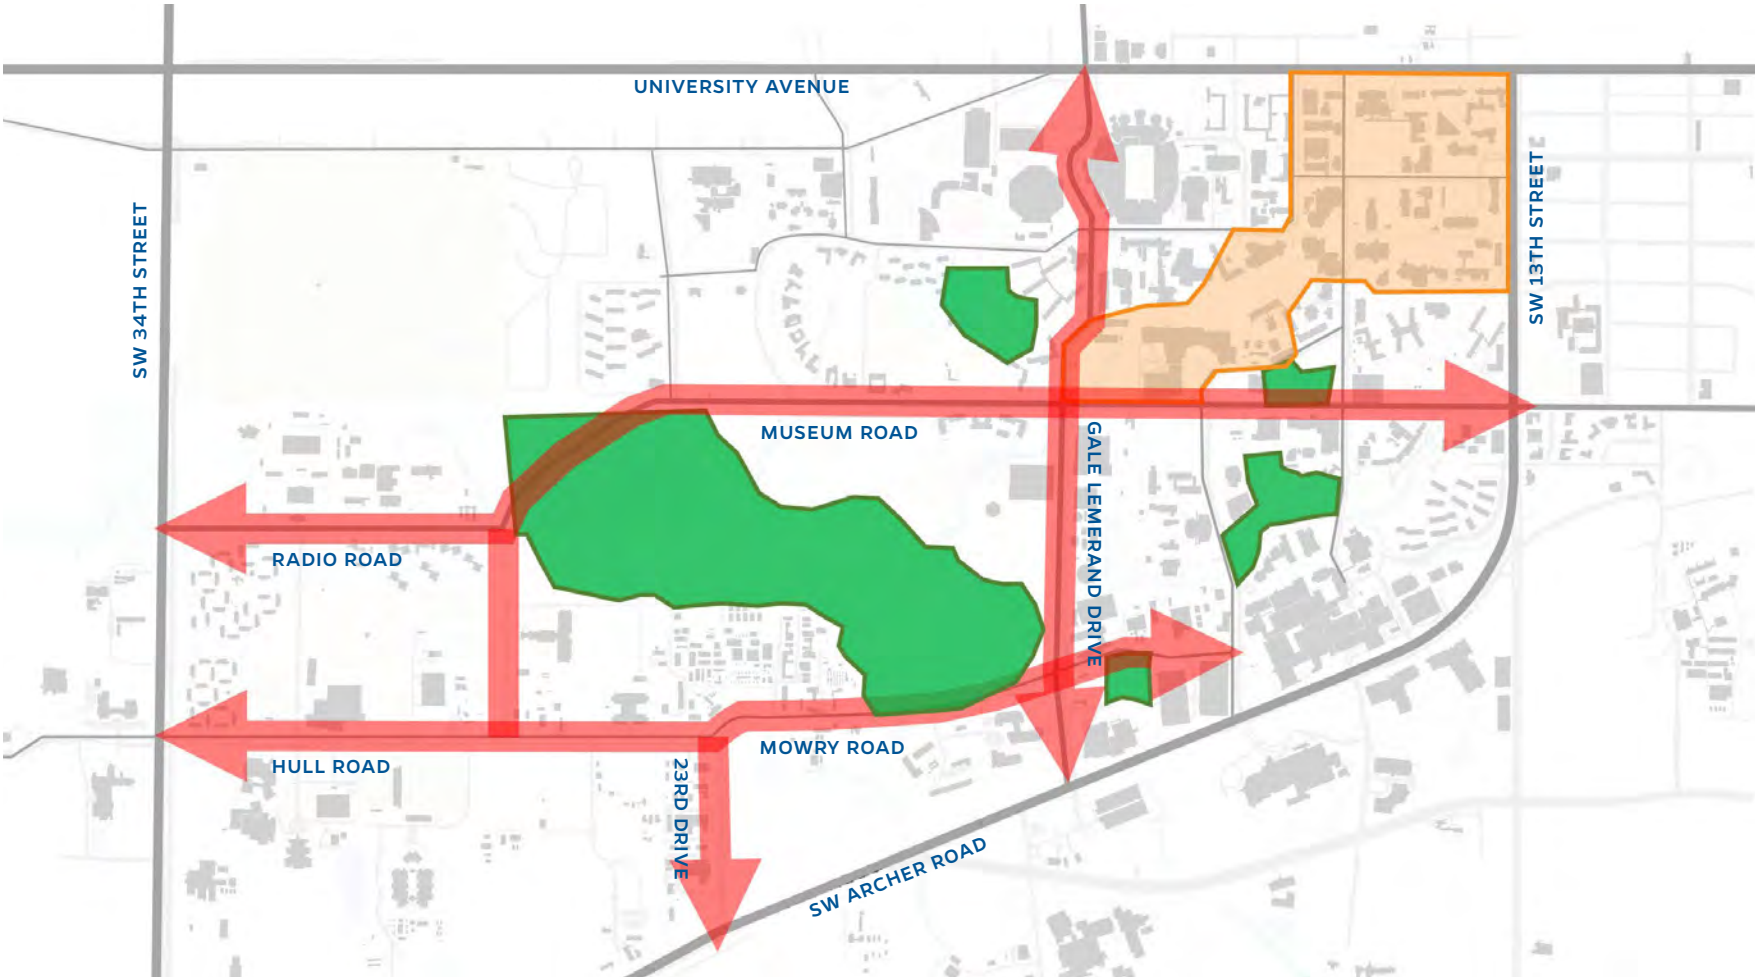 UNIVERSITY AVENUE
SW 34TH STREET
SW 13TH STREET
MUSEUM ROAD
GALE LEMERAND DRIVE
RADIO ROAD
MOWRY ROAD
HULL ROAD
23RD DRIVE
SW ARCHER ROAD